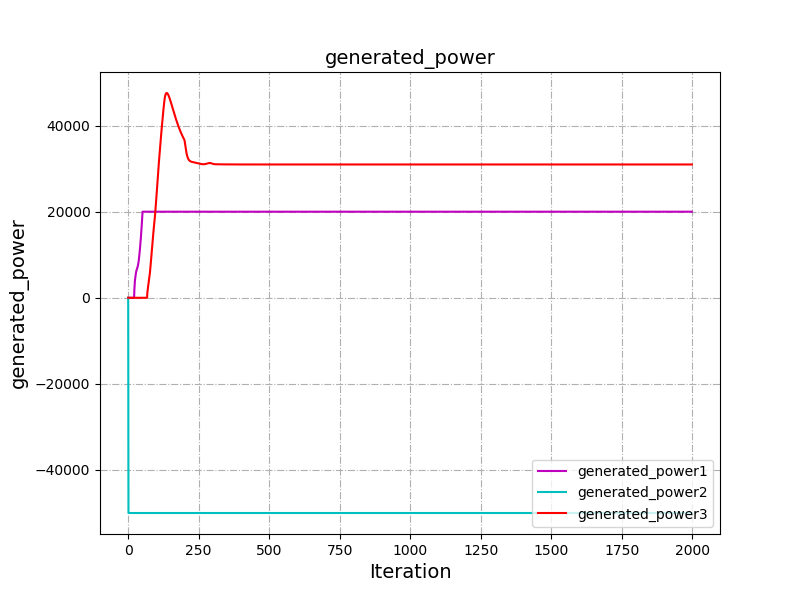 generated_power
40000
20000
0
−20000
−40000
generated_power
generated_power1
generated_power2
generated_power3
0 250 500 750 1000 1250 1500 1750 2000
Iteration